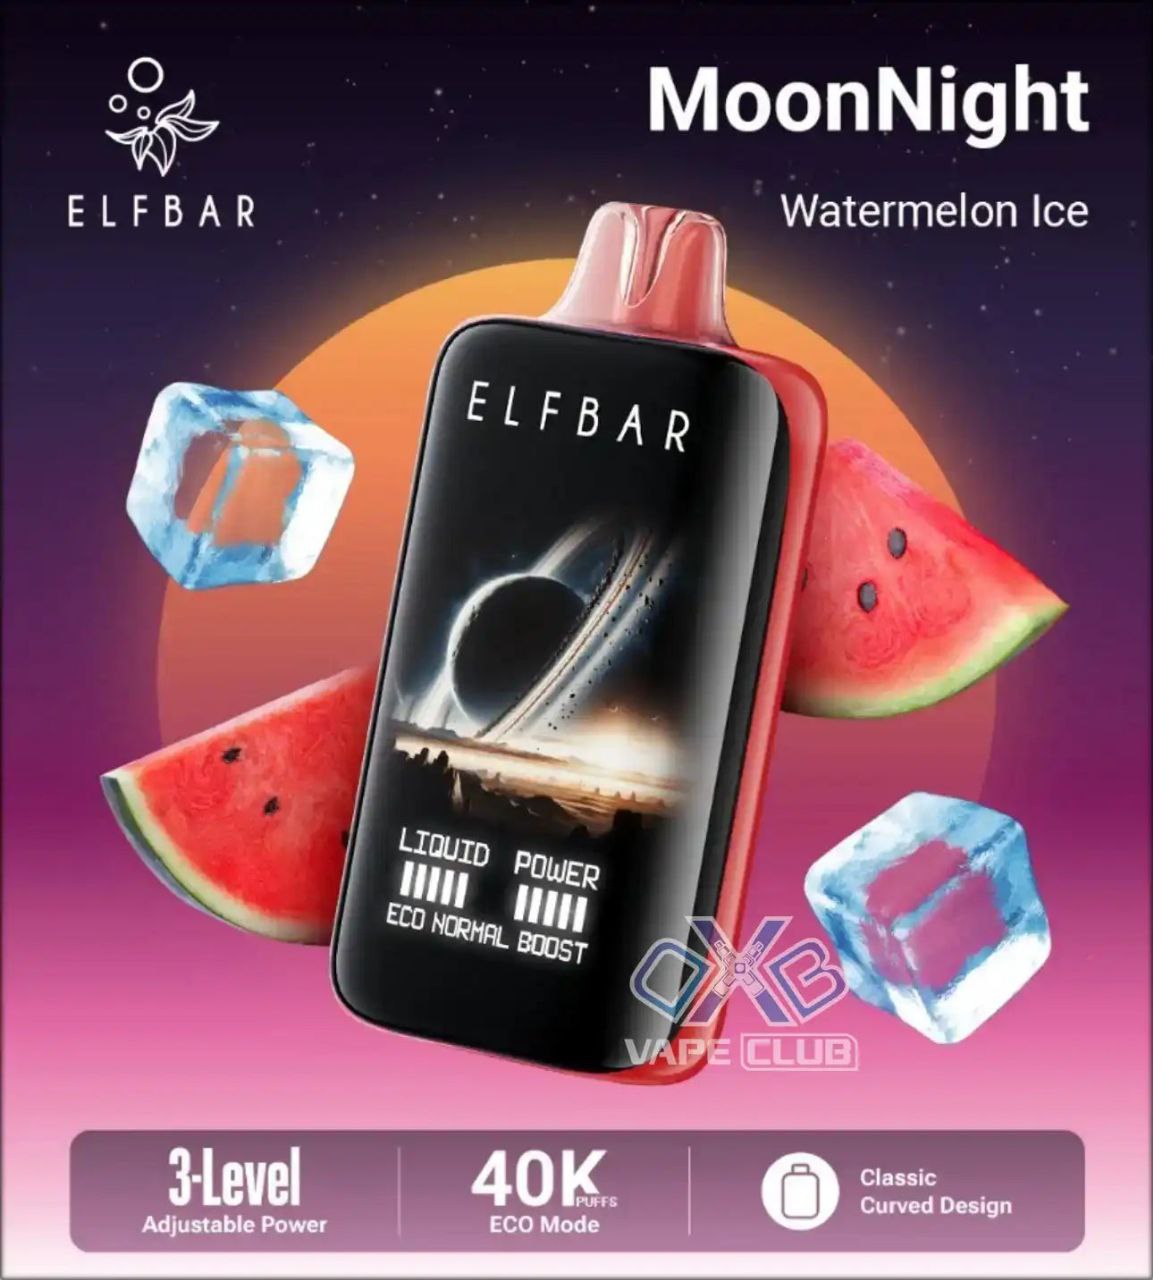 ELFBAR
MoonNight
Watermelon Ice
ELFBAR
LIQUID POWER
ECO NORMAL BOOST
OXB
VAPE CLUB
3-Level
Adjustable Power
40K
PUFFS
ECO Mode
Classic
Curved Design